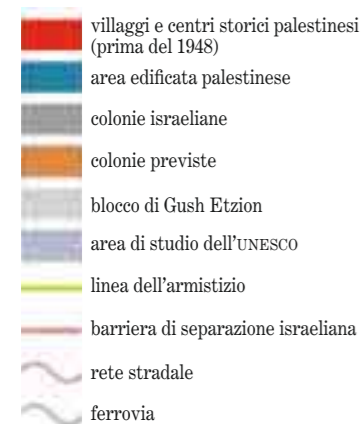 villaggi e centri storici palestinesi
(prima del 1948)
area edificata palestinese
colonie israeliane
colonie previste
blocco di Gush Etzion
area di studio dell'UNESCO
linea dell'armistizio
barriera di separazione israeliana
rete stradale
ferrovia